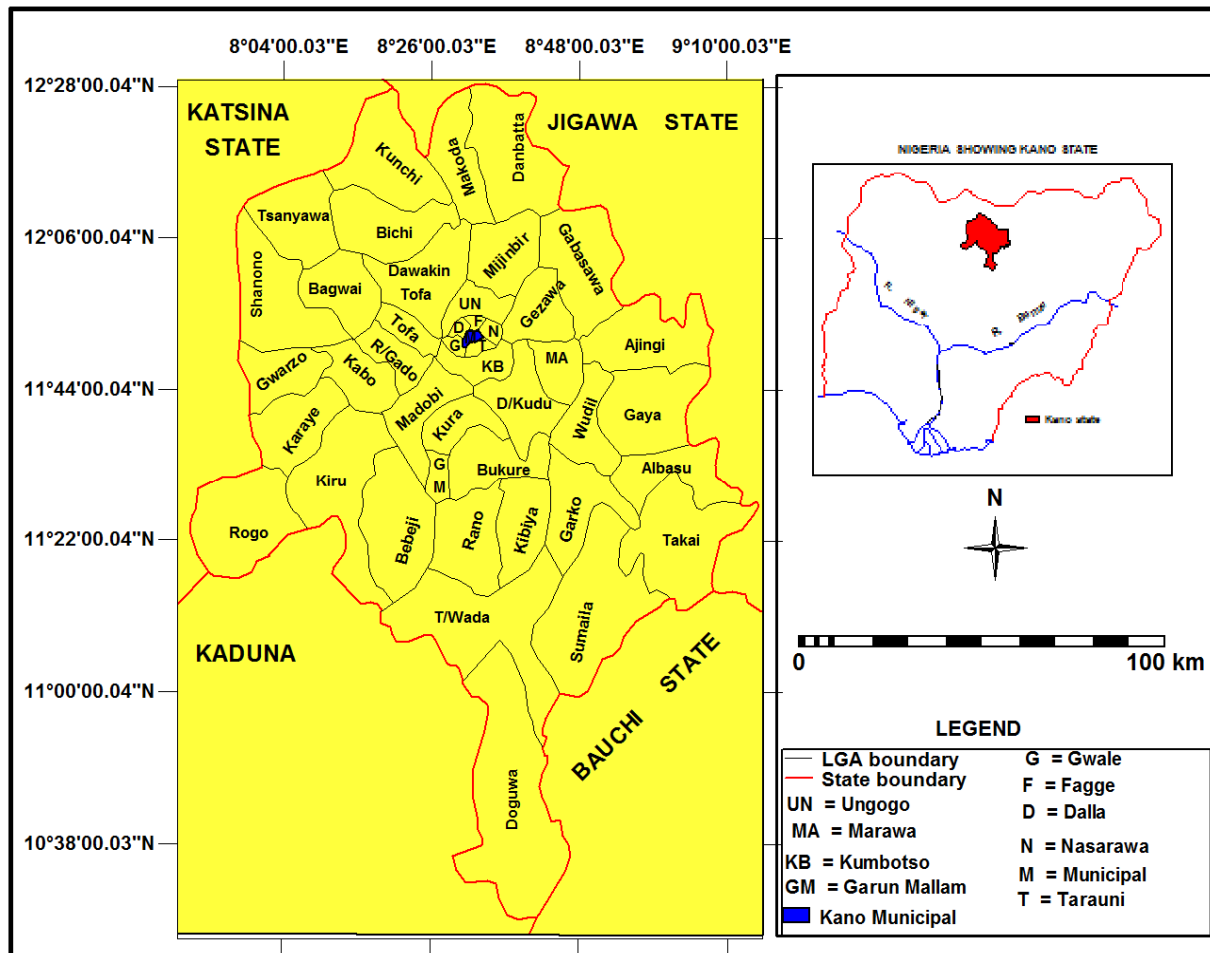 8°04'00.03"E
8°26'00.03"E
8°48'00.03"E
9°10'00.03"E
12°28'00.04"N
12°06'00.04"N
11°44'00.04"N
11°22'00.04"N
11°00'00.04"N
10°38'00.03"N
KATSINA
STATE
JIGAWA STATE
KADUNA
BAUCHI STATE
Kunchi
Makoda
Danbatta
Tsanyawa
Bichi
Mijinbir
Gabasawa
Shanono
Bagwai
Dawakin
Tofa
UN
Gezawa
Tofa
D
F
N
G
T
Ajingi
Gwarzo
Kabo
R/Gado
KB
MA
Karaye
Madobi
Kura
D/Kudu
Wudil
Gaya
Kiru
G
M
Bukure
Albasu
Rogo
Bebeji
Rano
Kibiya
Garko
Takai
T/Wada
Sumaila
Doguwa
NIGERIA SHOWING KANO STATE
Kano state
N
0
100 km
LEGEND
LGA boundary
State boundary
UN = Ungogo
MA = Marawa
KB = Kumbotso
GM = Garun Mallam
Kano Municipal
G = Gwale
F = Fagge
D = Dalla
N = Nasarawa
M = Municipal
T = Tarauni